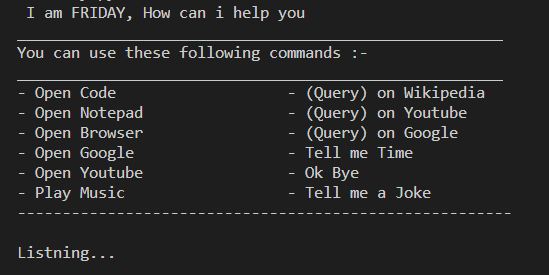 I am FRIDAY, How can i help you
You can use these following commands :-
- Open Code - (Query) on Wikipedia
- Open Notepad - (Query) on Youtube
- Open Browser - (Query) on Google
- Open Google - Tell me Time
- Open Youtube - Ok Bye
- Play Music - Tell me a Joke
Listning...